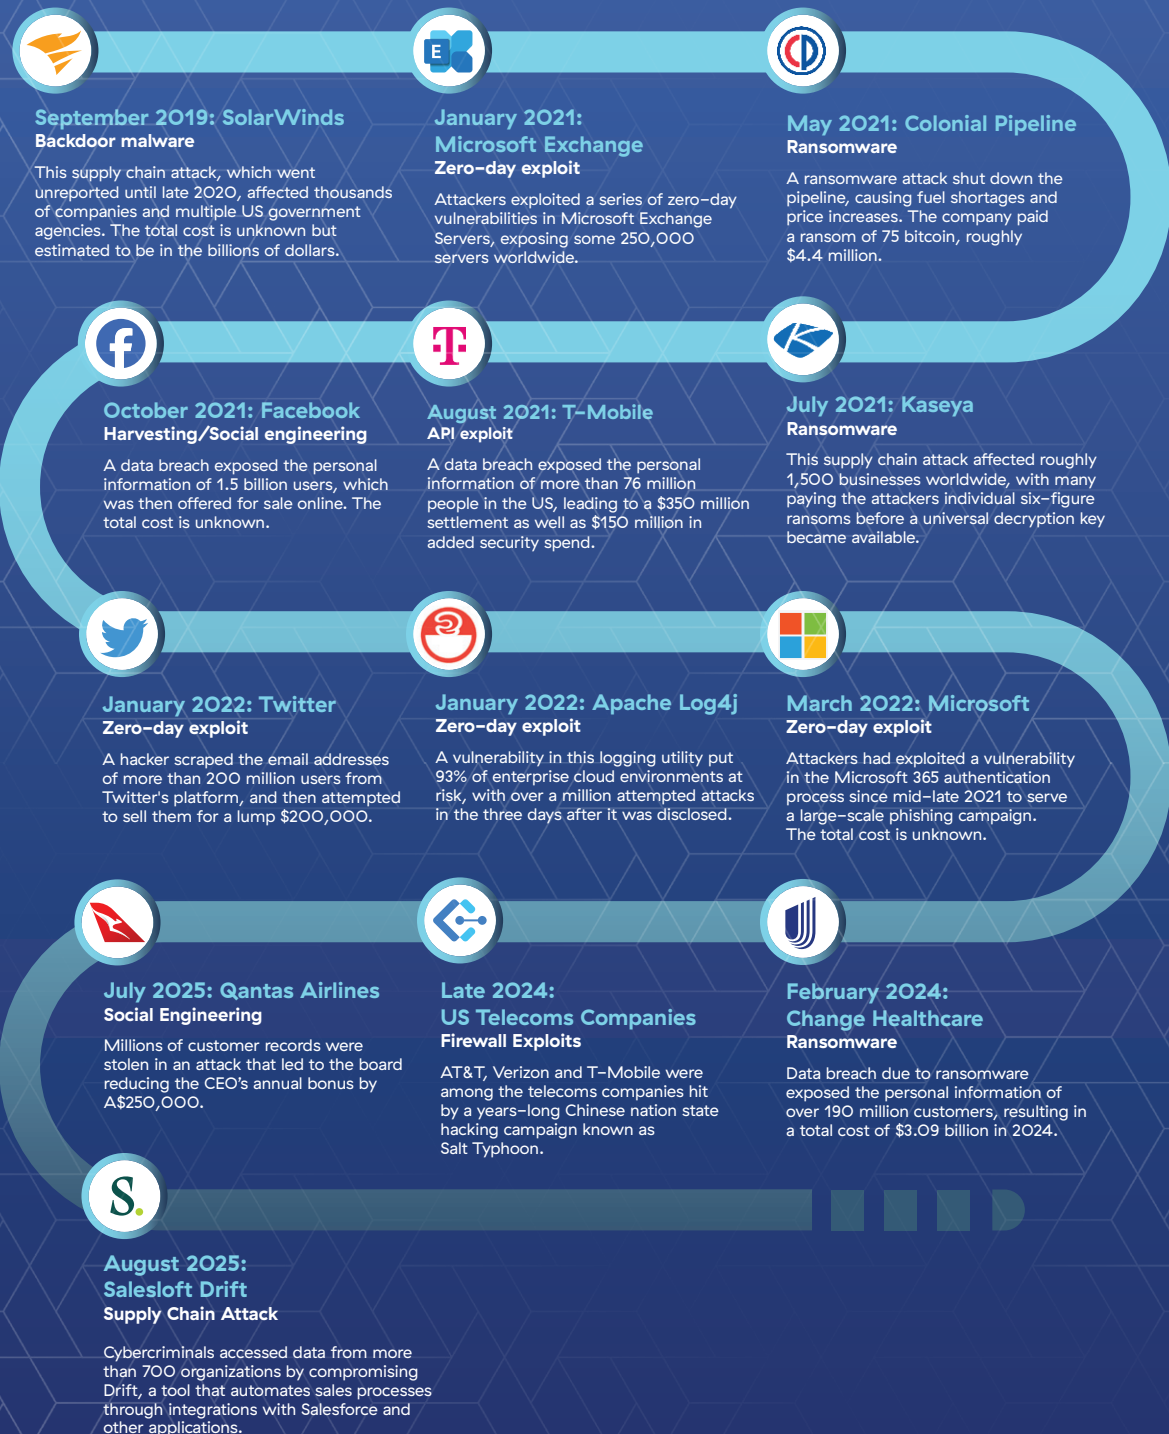 September 2019: SolarWinds
Backdoor malware
This supply chain attack, which went
unreported until late 2020, affected thousands
of companies and multiple US government
agencies. The total cost is unknown but
estimated to be in the billions of dollars.
E
January 2021:
Microsoft Exchange
Zero-day exploit
Attackers exploited a series of zero-day
vulnerabilities in Microsoft Exchange
Servers, exposing some 250,000
servers worldwide.
CP
May 2021: Colonial Pipeline
Ransomware
A ransomware attack shut down the
pipeline, causing fuel shortages and
price increases. The company paid
a ransom of 75 bitcoin, roughly
$4.4 million.
July 2021: Kaseya
Ransomware
This supply chain attack affected roughly
1,500 businesses worldwide, with many
paying the attackers individual six-figure
ransoms before a universal decryption key
became available.
T
August 2021: T-Mobile
API exploit
A data breach exposed the personal
information of more than 76 million
people in the US, leading to a $350 million
settlement as well as $150 million in
added security spend.
f
October 2021: Facebook
Harvesting/Social engineering
A data breach exposed the personal
information of 1.5 billion users, which
was then offered for sale online. The
total cost is unknown.
January 2022: Twitter
Zero-day exploit
A hacker scraped the email addresses
of more than 200 million users from
Twitter's platform, and then attempted
to sell them for a lump $200,000.
January 2022: Apache Log4j
Zero-day exploit
A vulnerability in this logging utility put
93% of enterprise cloud environments at
risk, with over a million attempted attacks
in the three days after it was disclosed.
March 2022: Microsoft
Zero-day exploit
Attackers had exploited a vulnerability
in the Microsoft 365 authentication
process since mid-late 2021 to serve
a large-scale phishing campaign.
The total cost is unknown.
February 2024:
Change Healthcare
Ransomware
Data breach due to ransomware
exposed the personal information of
over 190 million customers, resulting in
a total cost of $3.09 billion in 2024.
Late 2024:
US Telecoms Companies
Firewall Exploits
AT&T, Verizon and T-Mobile were
among the telecoms companies hit
by a years-long Chinese nation state
hacking campaign known as
Salt Typhoon.
July 2025: Qantas Airlines
Social Engineering
Millions of customer records were
stolen in an attack that led to the board
reducing the CEO's annual bonus by
A$250,000.
S.
August 2025:
Salesloft Drift
Supply Chain Attack
Cybercriminals accessed data from more
than 700 organizations by compromising
Drift, a tool that automates sales processes
through integrations with Salesforce and
other applications.